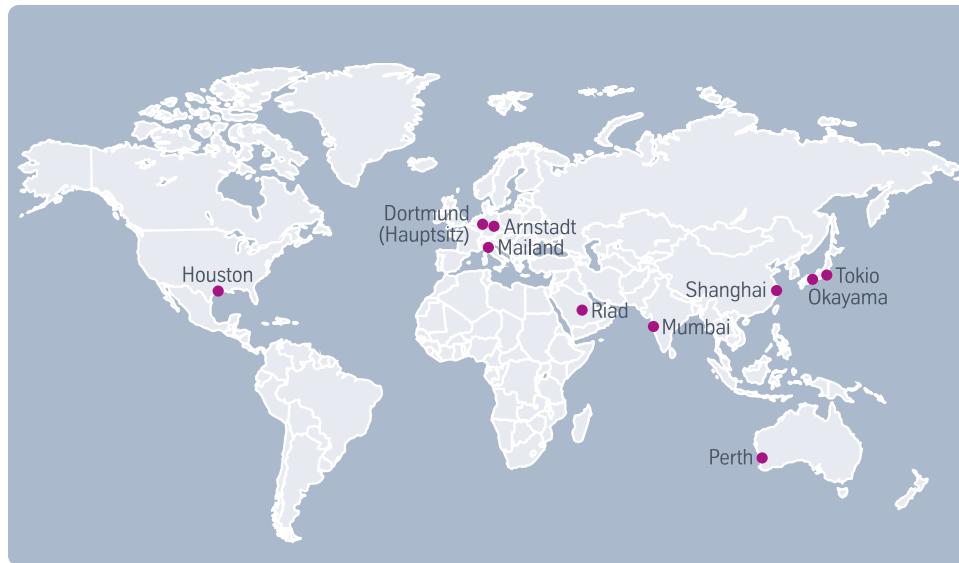 Dortmund
(Hauptsitz)
Arnstadt
Mailand
Houston
Riad
Mumbai
Shanghai
Tokio
Okayama
Perth